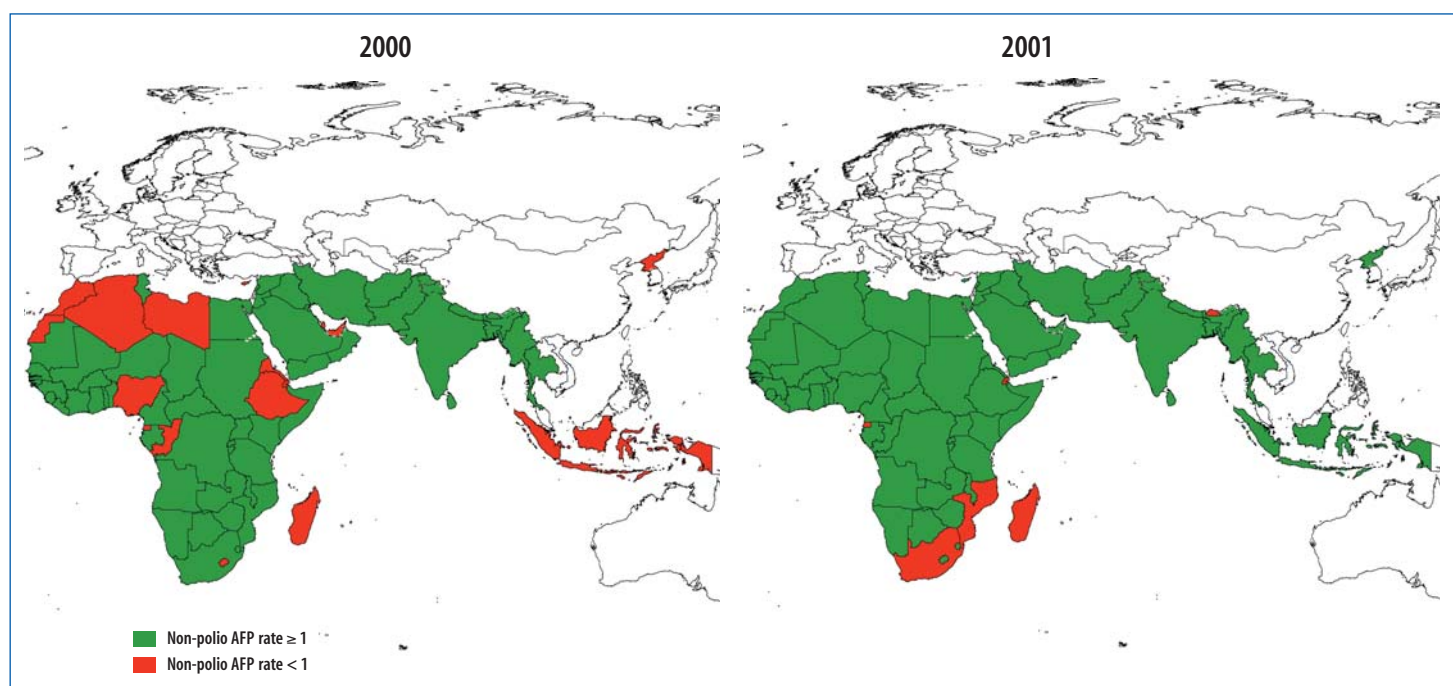 2000
2001
Non-polio AFP rate ≥ 1
Non-polio AFP rate < 1